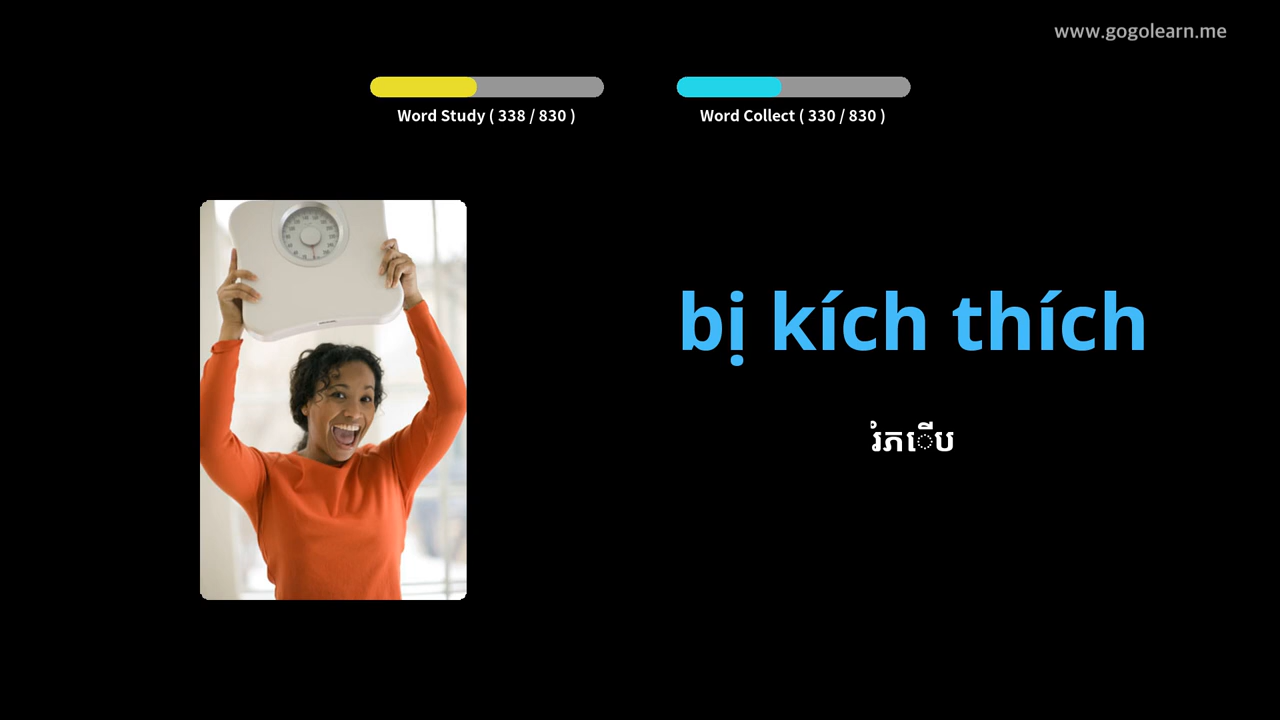 www.gogolearn.me
Word Study ( 338 / 830 )
Word Collect ( 330 / 830 )
bị kích thích
រំភើប